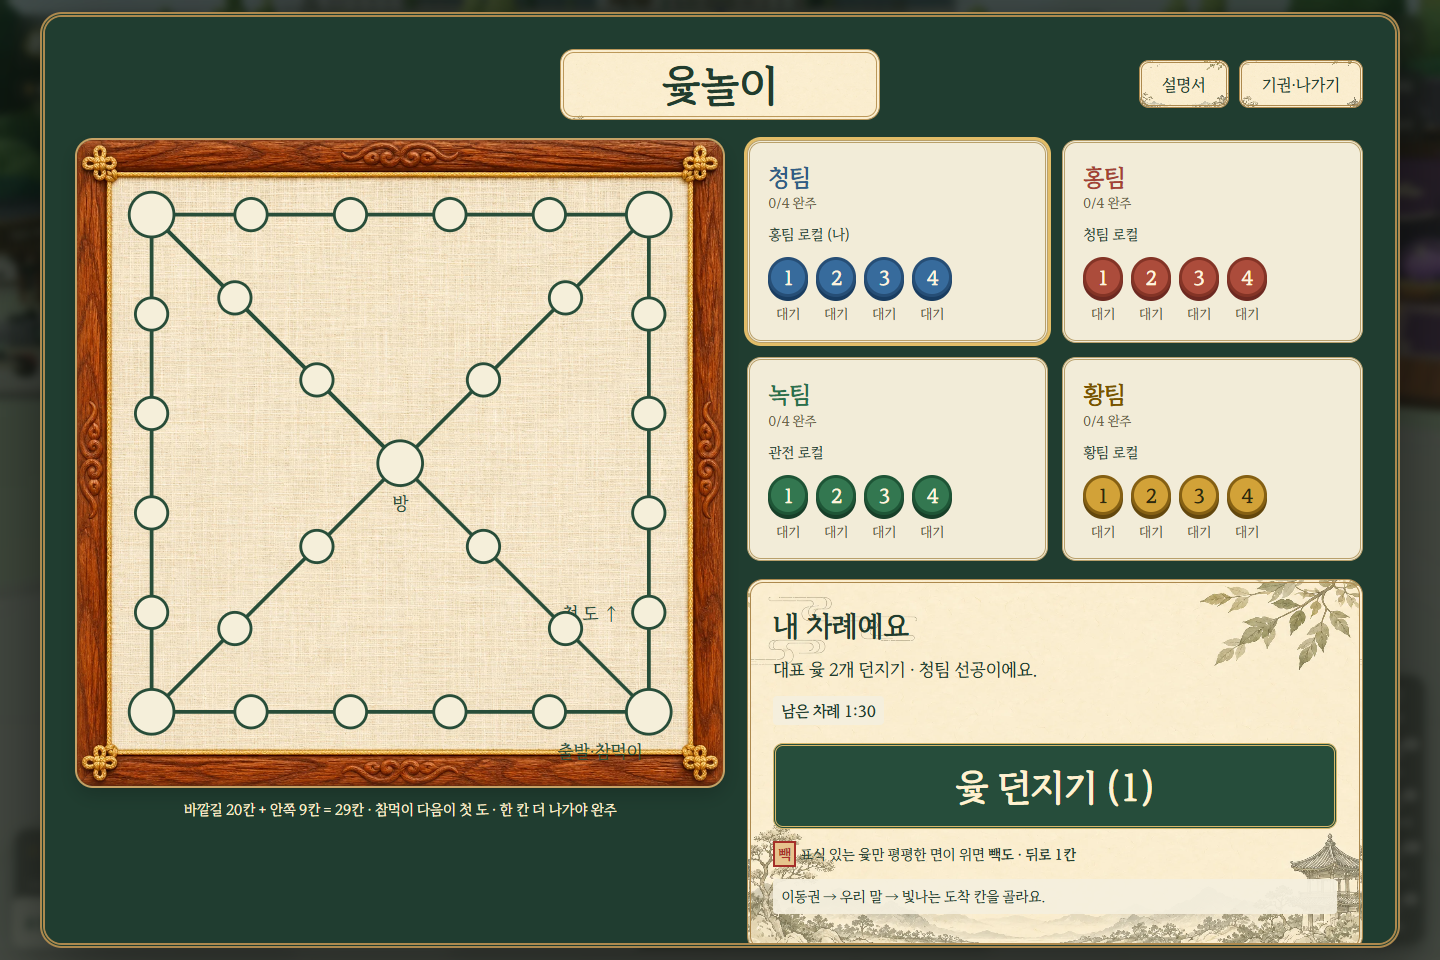 윷놀이
설명서
기권·나가기
청팀
0/4 완주
홍팀 로컬 (나)
1 2 3 4
대기 대기 대기 대기
홍팀
0/4 완주
청팀 로컬
1 2 3 4
대기 대기 대기 대기
녹팀
0/4 완주
관전 로컬
1 2 3 4
대기 대기 대기 대기
황팀
0/4 완주
황팀 로컬
1 2 3 4
대기 대기 대기 대기
방
첫 도 ↑
출발·참먹이
바깥길 20칸 + 안쪽 9칸 = 29칸 · 참먹이 다음이 첫 도 · 한 칸 더 나가야 완주
내 차례예요
대표 윷 2개 던지기 · 청팀 선공이에요.
남은 차례 1:30
윷 던지기 (1)
빽 표식 있는 윷만 평평한 면이 위면 빽도 · 뒤로 1칸
이동권 → 우리 말 → 빛나는 도착 칸을 골라요.